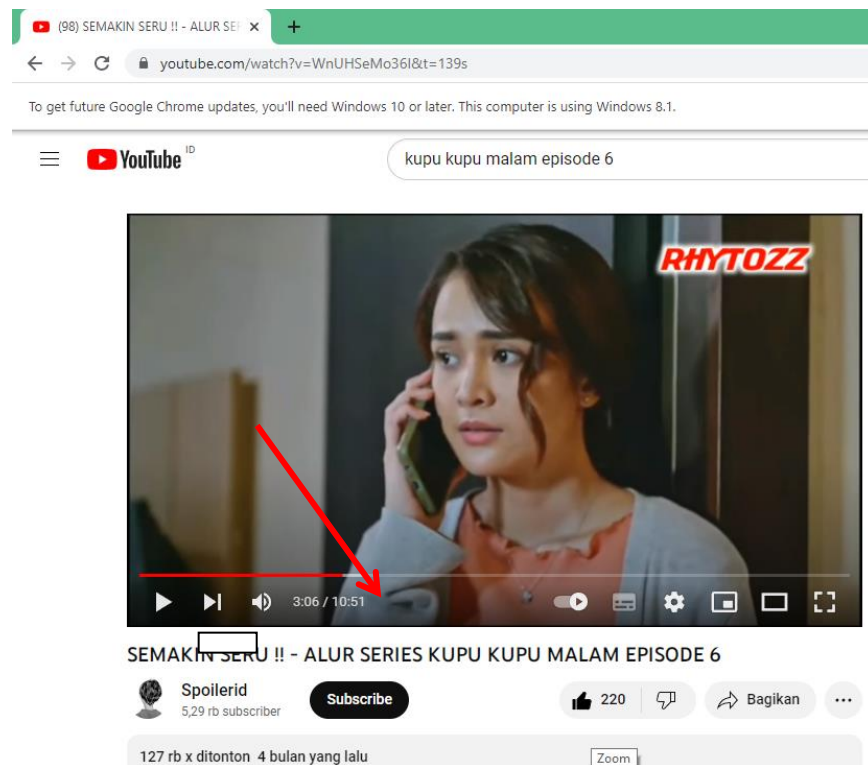 (98) SEMAKIN SERU !! - ALUR SER
youtube.com/watch?v=WnUHSeMo36I&t=139s
To get future Google Chrome updates, you'll need Windows 10 or later. This computer is using Windows 8.1.
YouTube ID
kupu kupu malam episode 6
RHYTOZZ
3:06 / 10:51
SEMAKIN SERU !! - ALUR SERIES KUPU KUPU MALAM EPISODE 6
Spoilerid
5,29 rb subscriber
Subscribe
220
Bagikan
127 rb x ditonton 4 bulan yang lalu
Zoom